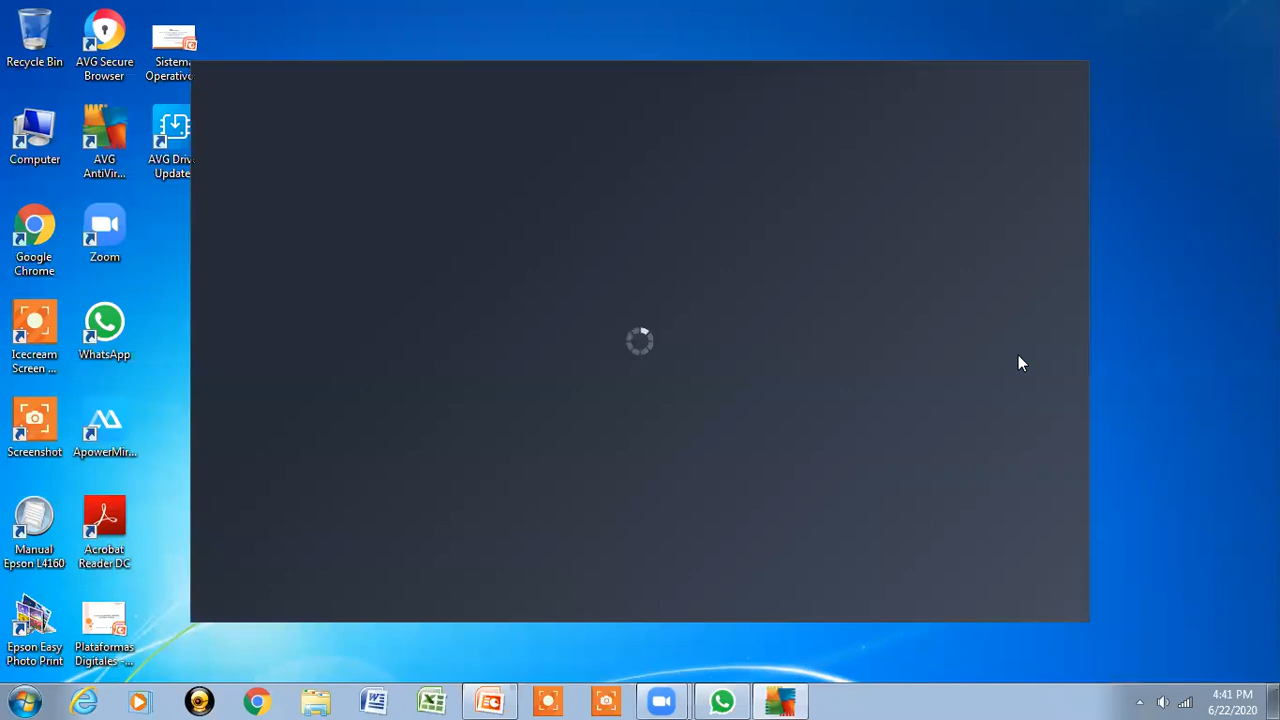 Recycle Bin
AVG Secure Browser
Sistema Operativo
Computer
AVG AntiVir...
AVG Driv
Update
Google Chrome
Zoom
Icecream Screen ...
WhatsApp
Screenshot
ApowerMir...
Manual Epson L4160
Acrobat Reader DC
Epson Easy Photo Print
Plataformas Digitales -...
4:41 PM
6/22/2020